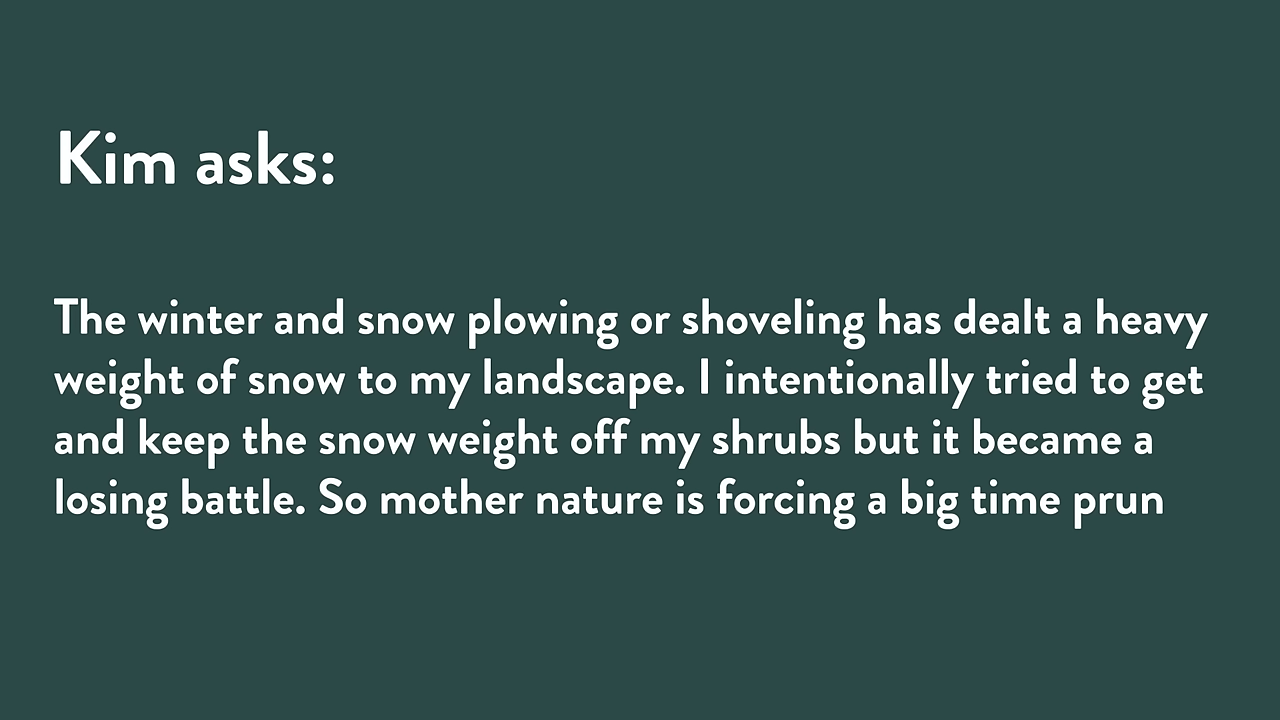 Kim asks:
The winter and snow plowing or shoveling has dealt a heavy
weight of snow to my landscape. I intentionally tried to get
and keep the snow weight off my shrubs but it became a
losing battle. So mother nature is forcing a big time prun